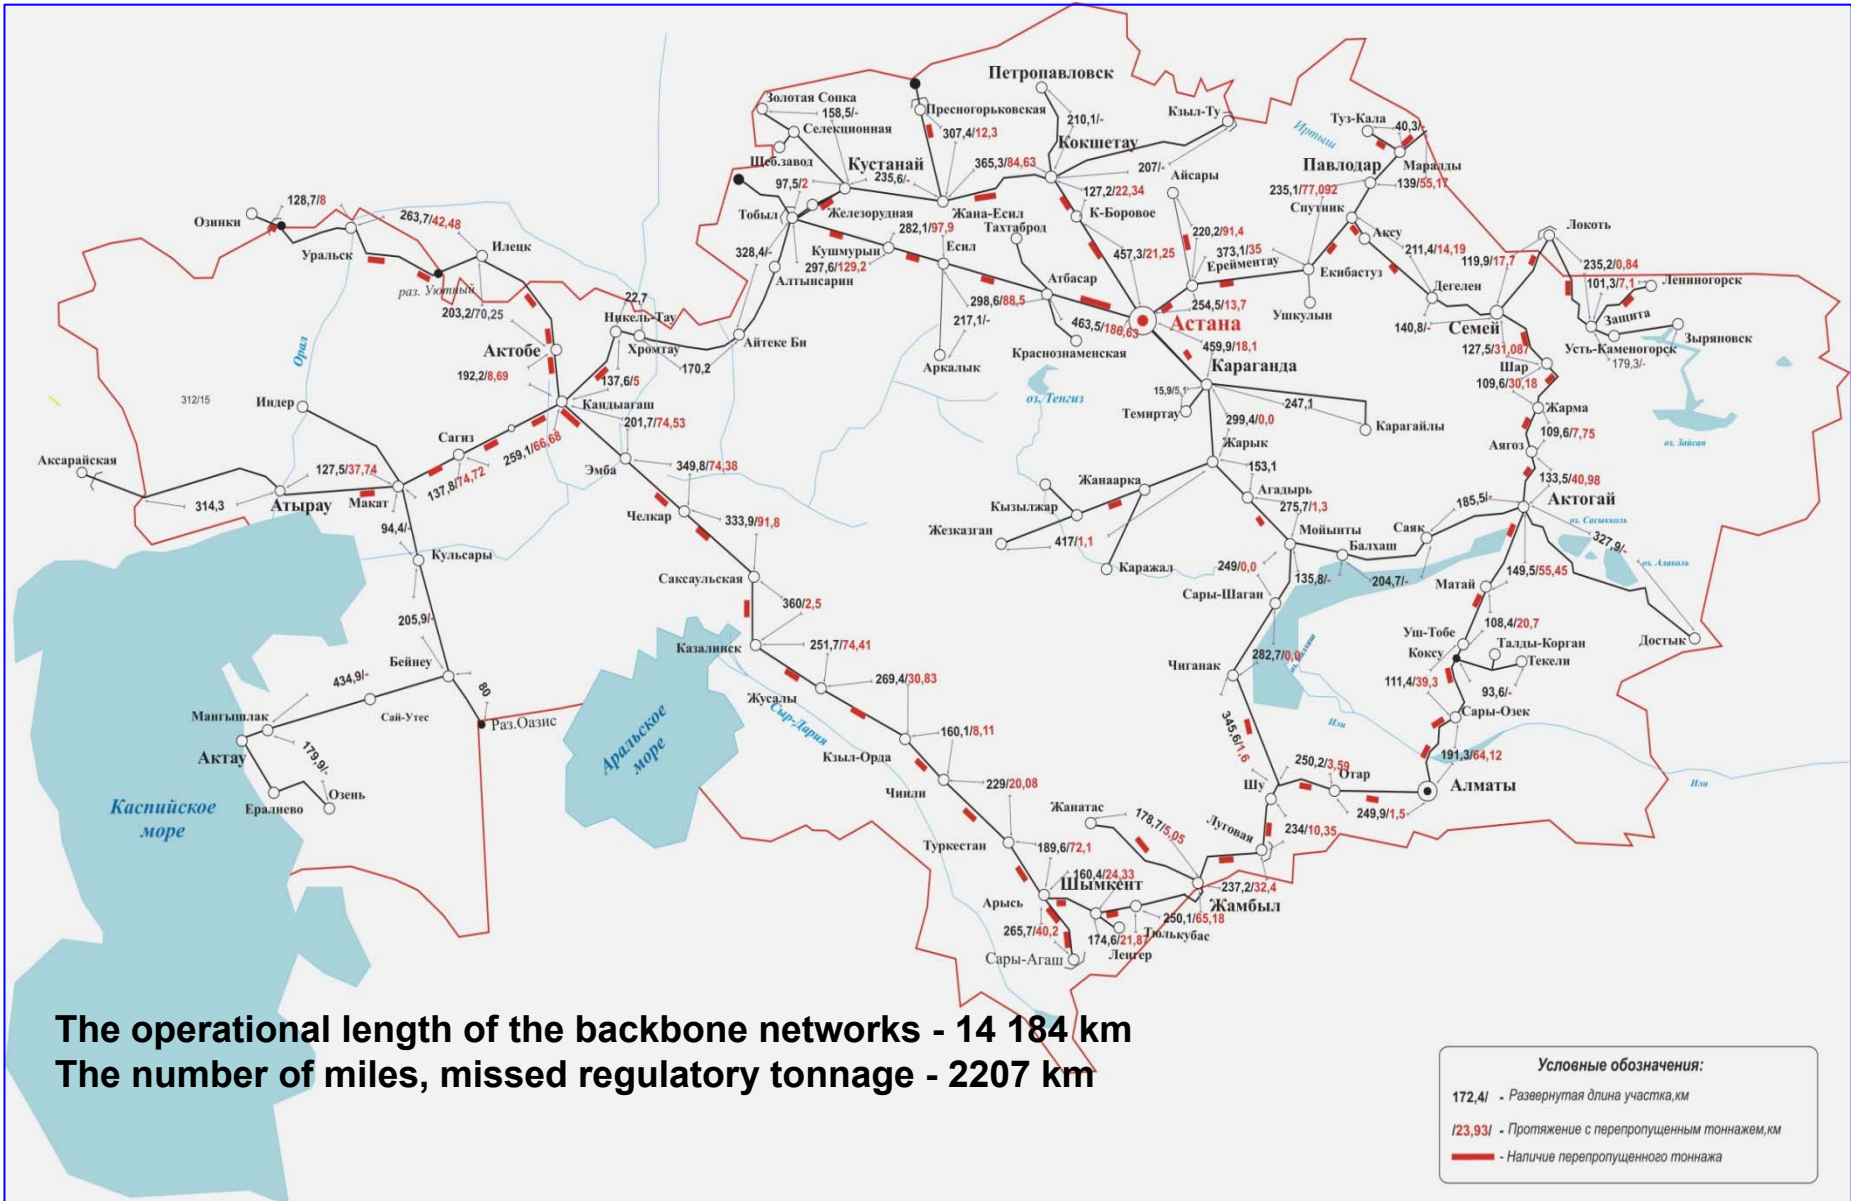 Петропавловск
Золотая Сопка
158,5/-
Пресногорьковская
Кзыл-Ту
210,1/-
Туз-Кала
40,3/-
Селекционная
307,4/12,3
Кокшетау
Иртыш
Щеб.завод
Кустанай
365,3/84,63
207/-
Павлодар
Маралды
97,5/2
235,6/-
127,2/22,34
Айсары
235,1/77,092
139/55,17
128,7/8
263,7/42,48
Тобыл
Железорудная
Жана-Есил
К-Боровое
Спутник
Озинки
Илецк
282,1/97,9
Тахтаброд
220,2/91,4
Аксу
Локоть
Уральск
328,4/-
Кушмурын
Есил
457,3/21,25
373,1/35
211,4/14,19
119,9/17,7
235,2/0,84
297,6/129,2
Ерейментау
Екибастуз
раз. Уютный
Алтынсарин
Атбасар
Дегелен
101,3/7,1
Лениногорск
203,2/70,25
22,7
298,6/88,5
254,5/13,7
Ушкулын
Никель-Тау
217,1/-
463,5/186,63
Астана
140,8/-
Семей
Защита
Орал
Актобе
Хромтау
Айтеке Би
Краснознаменская
459,9/18,1
127,5/31,087
Усть-Каменогорск
Зыряновск
Аркалык
Караганда
Шар
179,3/-
192,2/8,69
137,6/5
170,2
оз. Тенгиз
15,9/5,1
109,6/30,18
312/15
Индер
Кандыагаш
Темиртау
247,1
Жарма
201,7/74,53
299,4/0,0
Карагайлы
109,6/7,75
Сагиз
Жарык
Аягоз
оз. Зайсан
259,1/66,68
Аксарайская
127,5/37,74
Эмба
349,8/74,38
153,1
133,5/40,98
137,8/74,72
Жанаарка
Агадырь
185,5/-
Актогай
314,3
Атырау
Макат
Кызылжар
275,7/1,3
Челкар
333,9/91,8
Жезказган
Мойынты
Саяк
оз. Сасыкколь
94,4/-
417/1,1
Балхаш
327,9/-
Кульсары
Каражал
249/0,0
135,8/-
204,7/-
149,5/55,45
оз. Алаколь
Саксаульская
Матай
360/2,5
Сары-Шаган
205,9/-
108,4/20,7
Уш-Тобе
Талды-Корган
Достык
Казалинск
251,7/74,41
Коксу
Текели
Бейнеу
282,7/0,0
Чиганак
269,4/30,83
111,4/39,3
93,6/-
434,9/-
80
Жусалы
Сары-Озек
Мангышлак
Сай-Утес
Раз.Оазис
Сыр-Дария
Или
Актау
179,9/-
Аральское
море
160,1/8,11
345,6/1,6
191,3/64,12
Кзыл-Орда
250,2/3,59
Отар
Или
Каспийское
море
Ералиево
Озень
Чиили
229/20,08
Шу
Алматы
Жанатас
178,7/5,05
249,9/1,5
Туркестан
189,6/72,1
Луговая
234/10,35
160,4/24,33
Шымкент
237,2/32,4
Арысь
Жамбыл
250,1/65,18
265,7/40,2
174,6/21,87
Тюлькубас
Сары-Агаш
Ленгер
The operational length of the backbone networks - 14 184 km
The number of miles, missed regulatory tonnage - 2207 km
Условные обозначения:
172,4/ - Развернутая длина участка,км
/23,93/ - Протяжение с перепропущенным тоннажем,км
- Наличие перепропущенного тоннажа